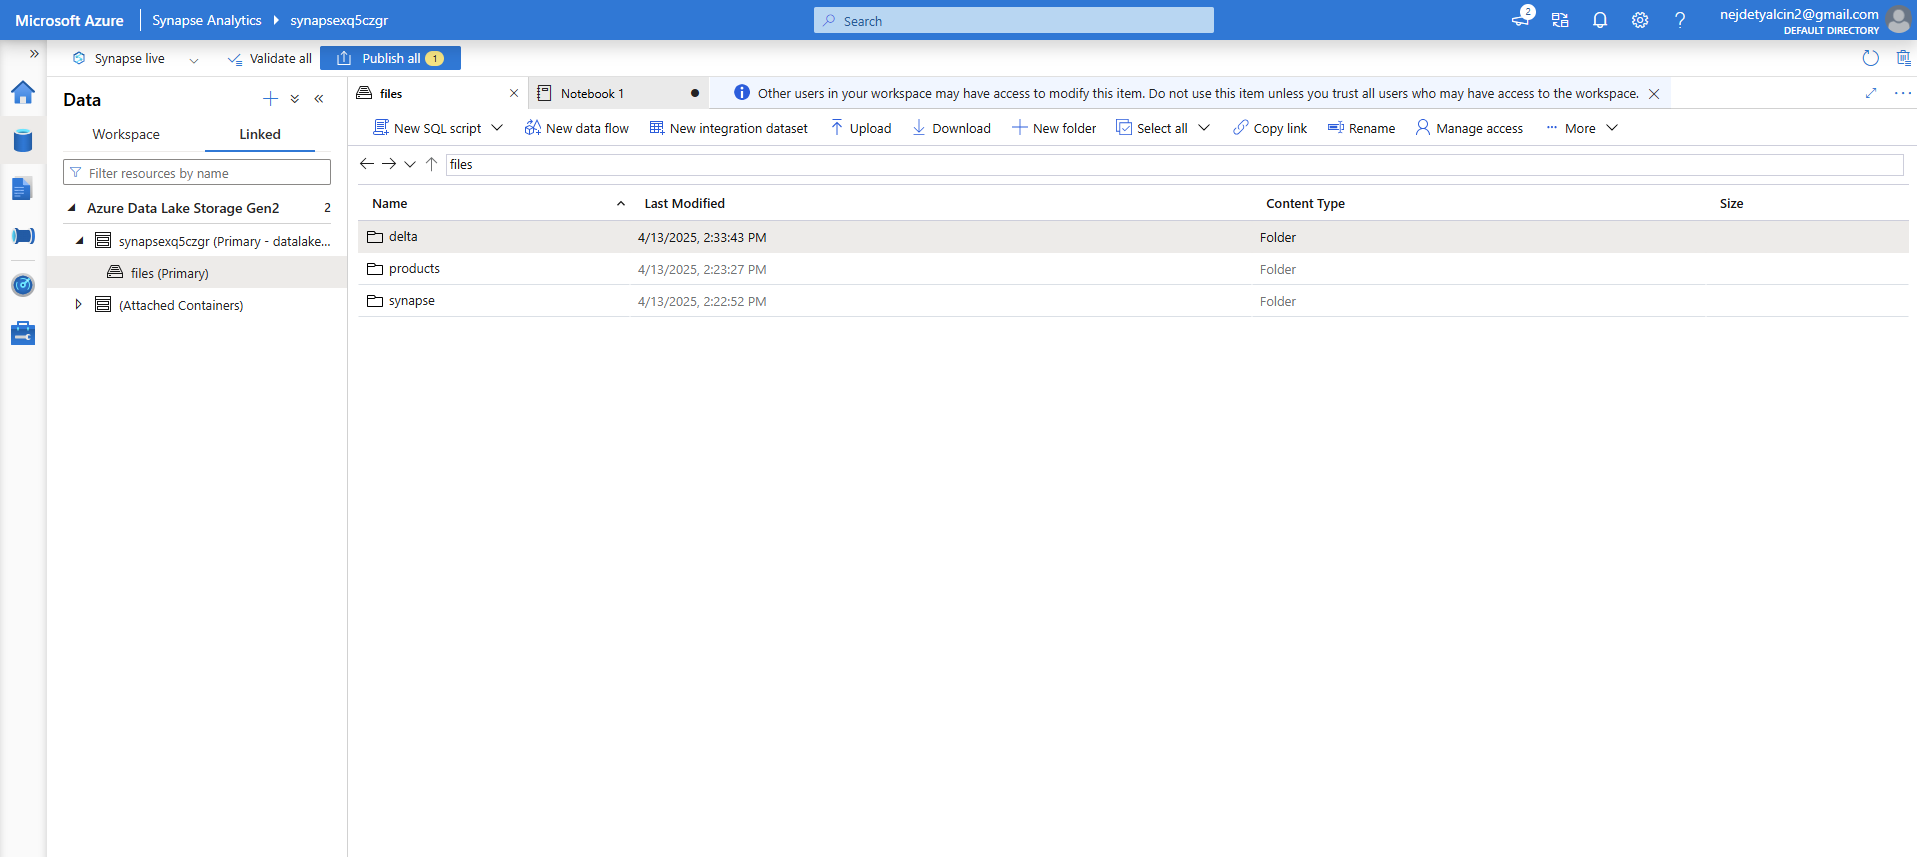 Microsoft Azure
Synapse Analytics
synapsexq5czgr
Search
2
nejdetyalcin2@gmail.com
DEFAULT DIRECTORY
Synapse live
Validate all
Publish all 1
Data
Workspace
Linked
Filter resources by name
Azure Data Lake Storage Gen2 2
synapsexq5czgr (Primary - datalake...
files (Primary)
(Attached Containers)
files
Notebook 1
Other users in your workspace may have access to modify this item. Do not use this item unless you trust all users who may have access to the workspace.
New SQL script
New data flow
New integration dataset
Upload
Download
New folder
Select all
Copy link
Rename
Manage access
More
files
Name Last Modified Content Type Size
delta 4/13/2025, 2:33:43 PM Folder
products 4/13/2025, 2:23:27 PM Folder
synapse 4/13/2025, 2:22:52 PM Folder